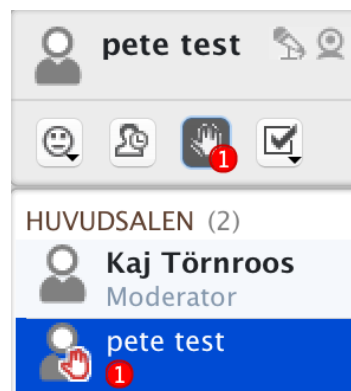 pete test
1
HUVUDSALEN (2)
Kaj Törnroos
Moderator
pete test
1